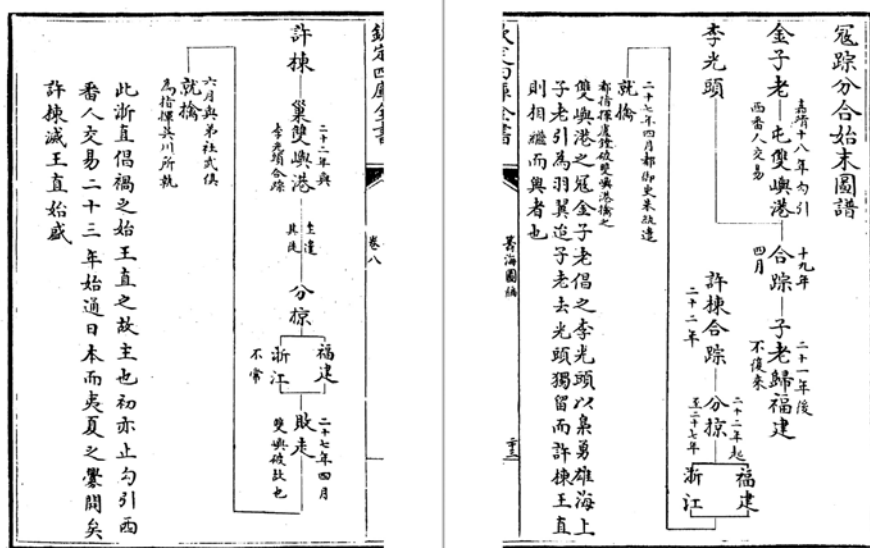 寇踪分合始末圖譜
金子老
嘉靖十八年勾引
西番人交易
屯雙嶼港
十九年
四月
合踪
二十一年後
不復來
子老歸福建
李光頭
許棟合踪
二十二年
二十二年起
至二十七年
分掠
福建
浙江
二十七年四月都御史朱紈遣
都指揮盧鏜破雙嶼港擒之
就擒
雙嶼港之寇金子老倡之李光頭以梟勇雄海上
子老引為羽翼迨子老去光頭獨留而許棟王直
則相繼而興者也
欽定四庫全書
籌海圖編
卷八
許棟
二十二年與
李光頭合踪
巢雙嶼港
其徒
分掠
福建
浙江
不常
二十七年四月
雙嶼破故也
敗走
六月與弟社武俱
為指揮吳川所執
就擒
此浙直倡禍之始王直之故主也初亦止勾引西
番人交易二十三年始通日本而夷夏之釁開矣
許棟滅王直始盛